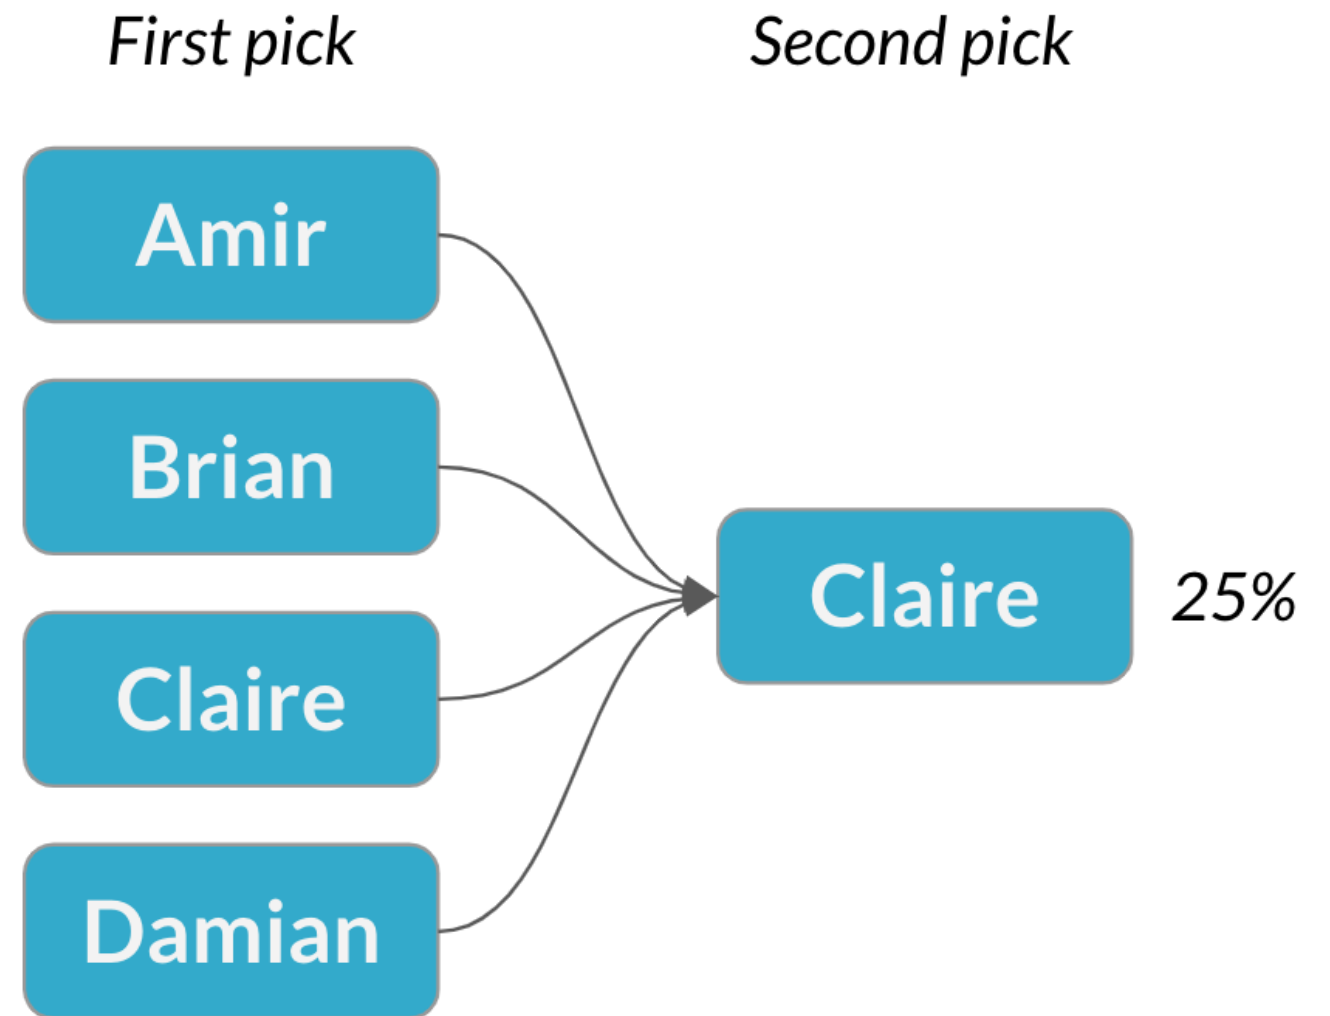 First pick
Second pick
Amir
Brian
Claire
Damian
Claire
25%